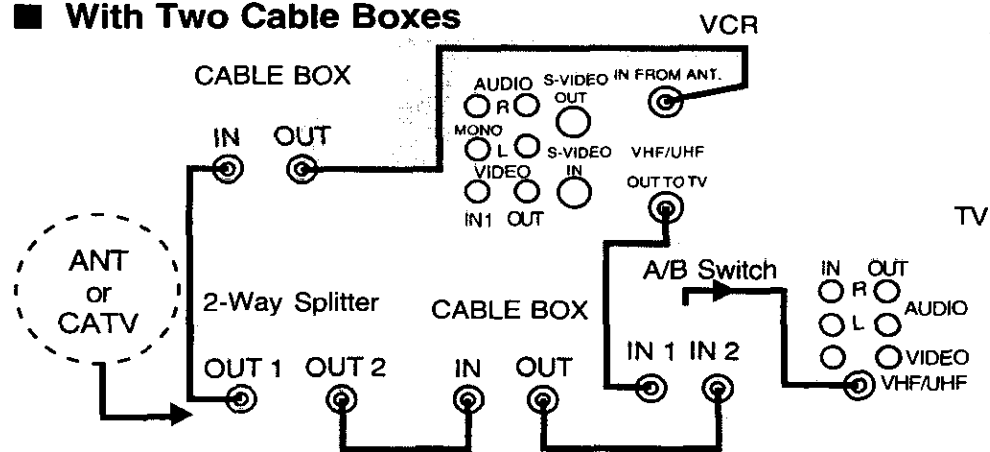 ■ With Two Cable Boxes
VCR
CABLE BOX
AUDIO
S-VIDEO
OUT
IN FROM ANT.
R
MONO
L
S-VIDEO
IN
VHF/UHF
VIDEO
OUT TO TV
IN1 OUT
IN OUT
TV
ANT
or
CATV
2-Way Splitter
CABLE BOX
A/B Switch
IN OUT
R
L
AUDIO
VIDEO
VHF/UHF
OUT 1 OUT 2
IN OUT
IN 1 IN 2